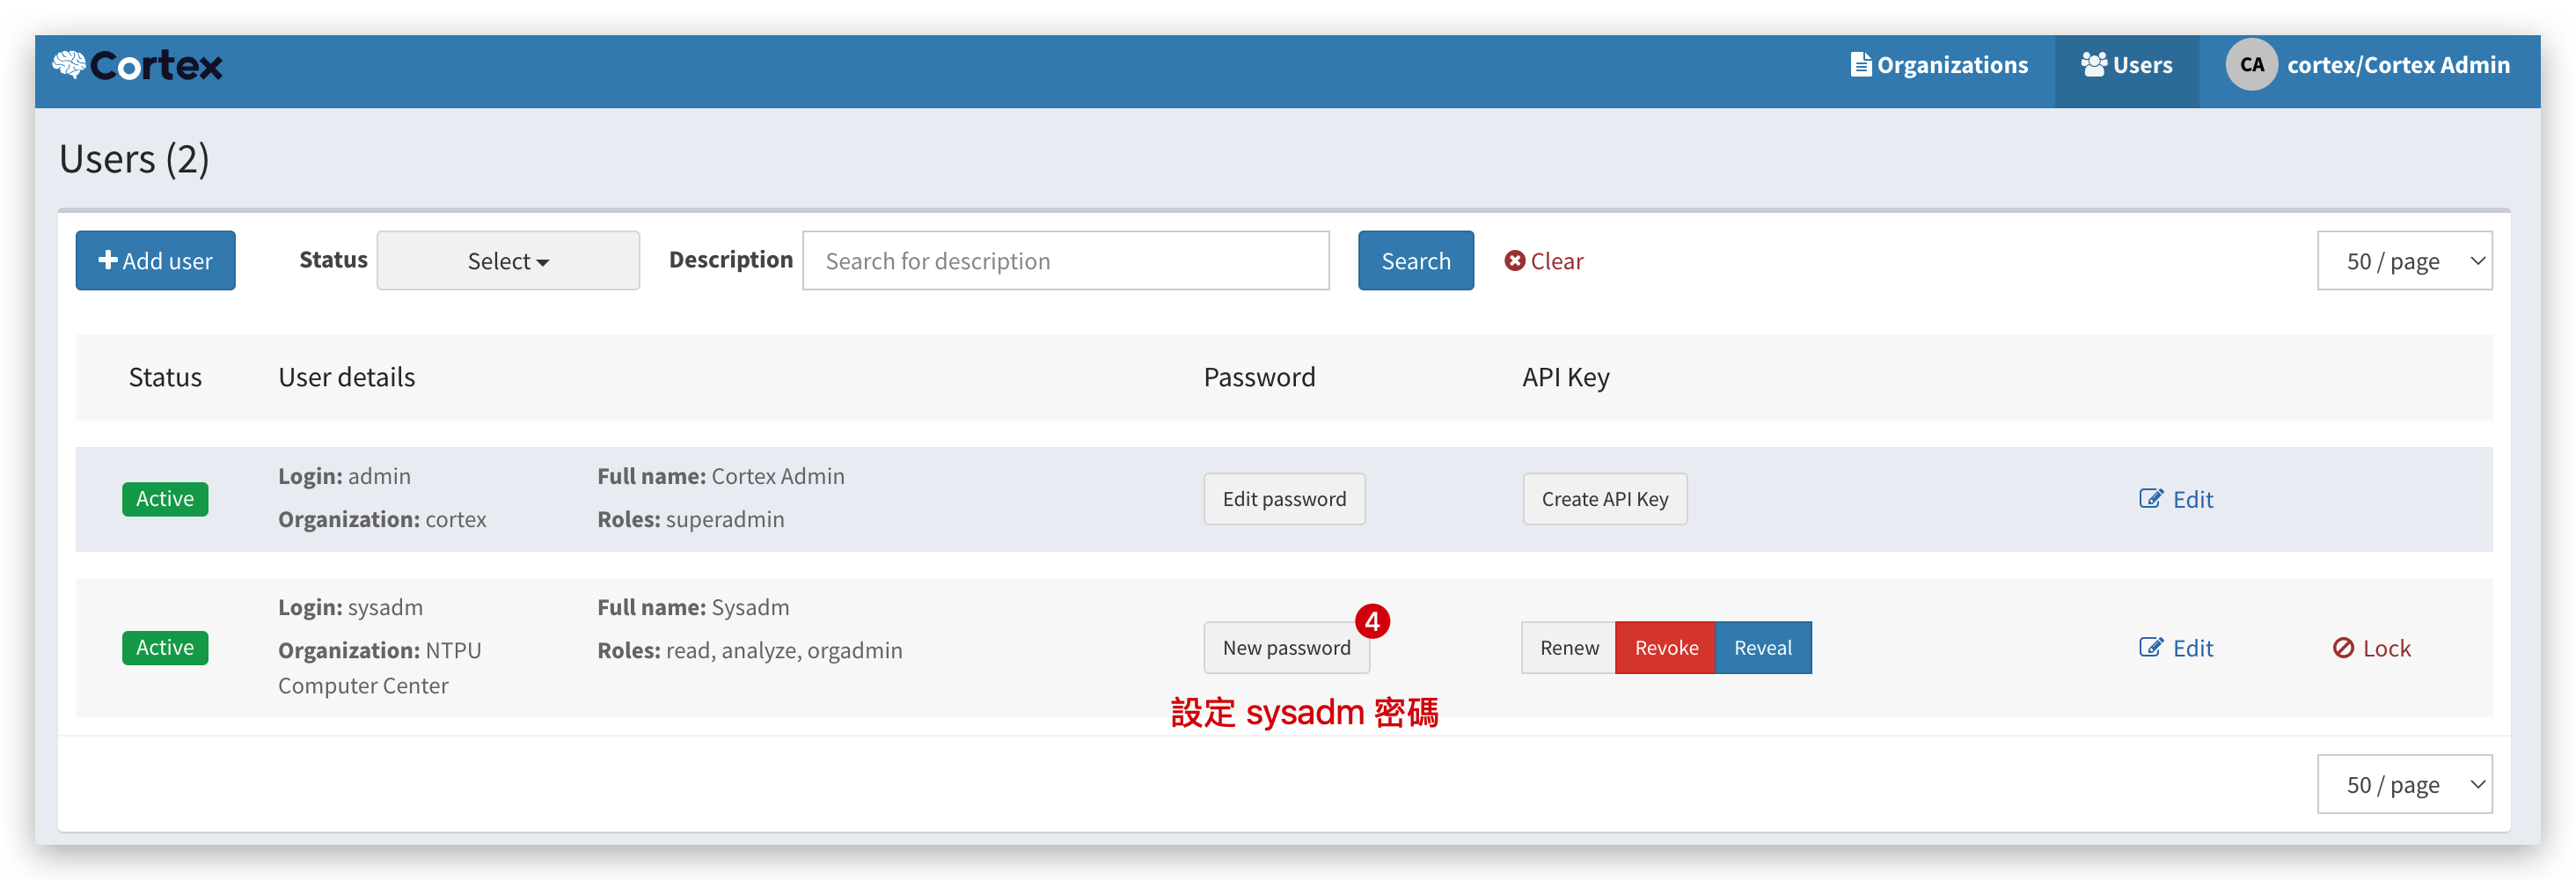 Cortex
Organizations
Users
CA
cortex/Cortex Admin
Users (2)
Add user
Status
Select
Description
Search for description
Search
Clear
50 / page
Status
User details
Password
API Key
Active
Login: admin
Full name: Cortex Admin
Organization: cortex
Roles: superadmin
Edit password
Create API Key
Edit
Active
Login: sysadm
Full name: Sysadm
Organization: NTPU
Computer Center
Roles: read, analyze, orgadmin
New password
4
Renew
Revoke
Reveal
Edit
Lock
設定 sysadm 密碼
50 / page